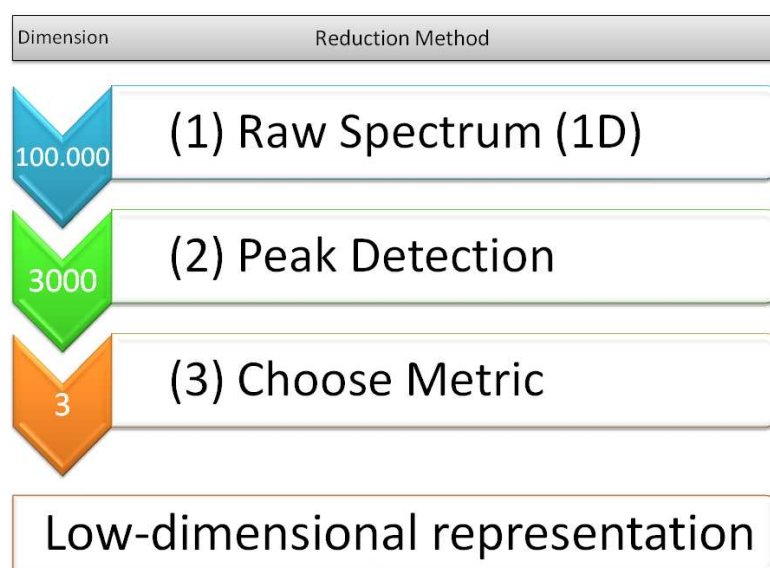 Dimension Reduction Method
100.000 (1) Raw Spectrum (1D)
3000 (2) Peak Detection
3 (3) Choose Metric
Low-dimensional representation